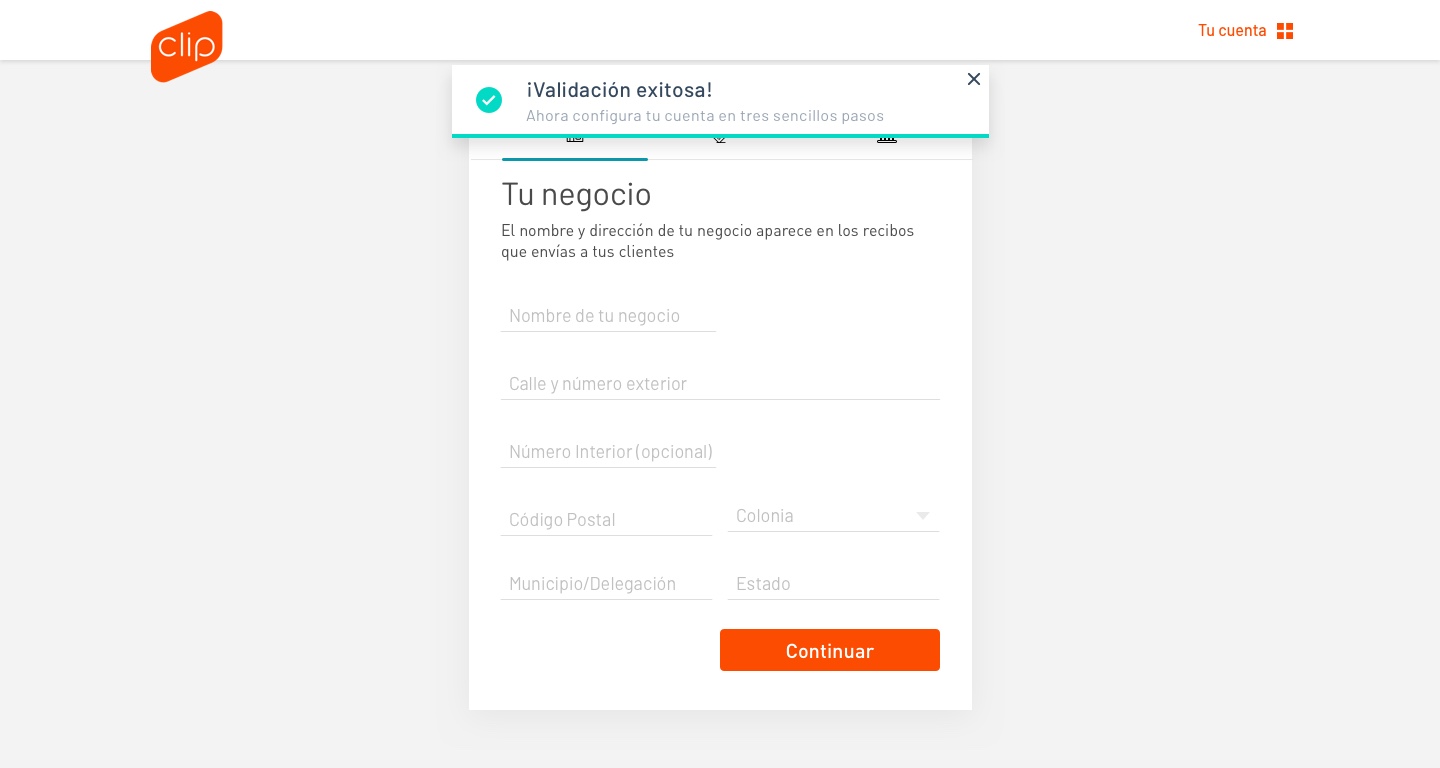 clip
Tu cuenta
¡Validación exitosa!
Ahora configura tu cuenta en tres sencillos pasos
Tu negocio
El nombre y dirección de tu negocio aparece en los recibos
que envías a tus clientes
Nombre de tu negocio
Calle y número exterior
Número Interior (opcional)
Código Postal
Colonia
Municipio/Delegación
Estado
Continuar